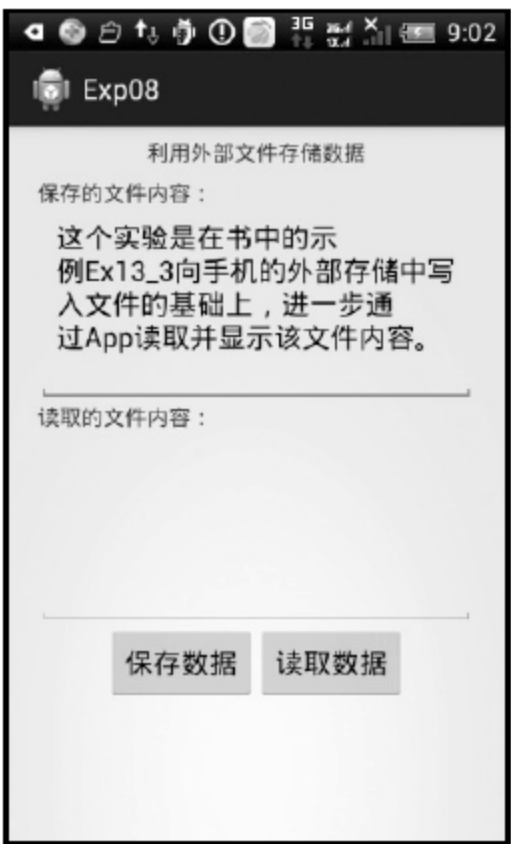 3G
9:02
Exp08
利用外部文件存储数据
保存的文件内容：
这个实验是在书中的示
例Ex13_3向手机的外部存储中写
入文件的基础上，进一步通
过App读取并显示该文件内容。
读取的文件内容：
保存数据 读取数据